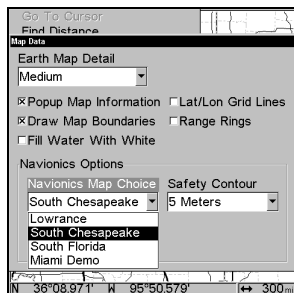 Go To Cursor
Find Distance
Map Data
Earth Map Detail
Medium
Popup Map Information Lat/Lon Grid Lines
Draw Map Boundaries Range Rings
Fill Water With White
Navionics Options
Navionics Map Choice Safety Contour
South Chesapeake 5 Meters
Lowrance
South Chesapeake
South Florida
Miami Demo
N 36°08.971' W 95°50.579' ↔ 300mi